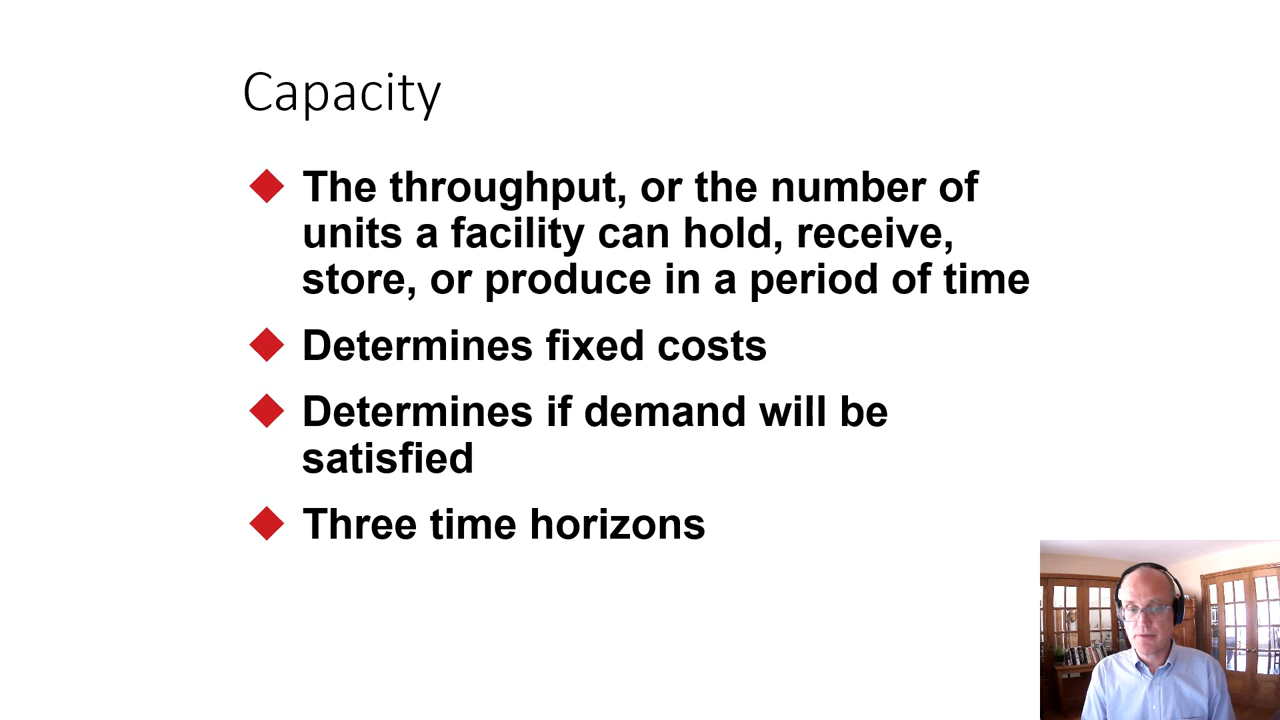 Capacity
The throughput, or the number of
units a facility can hold, receive,
store, or produce in a period of time
Determines fixed costs
Determines if demand will be
satisfied
Three time horizons